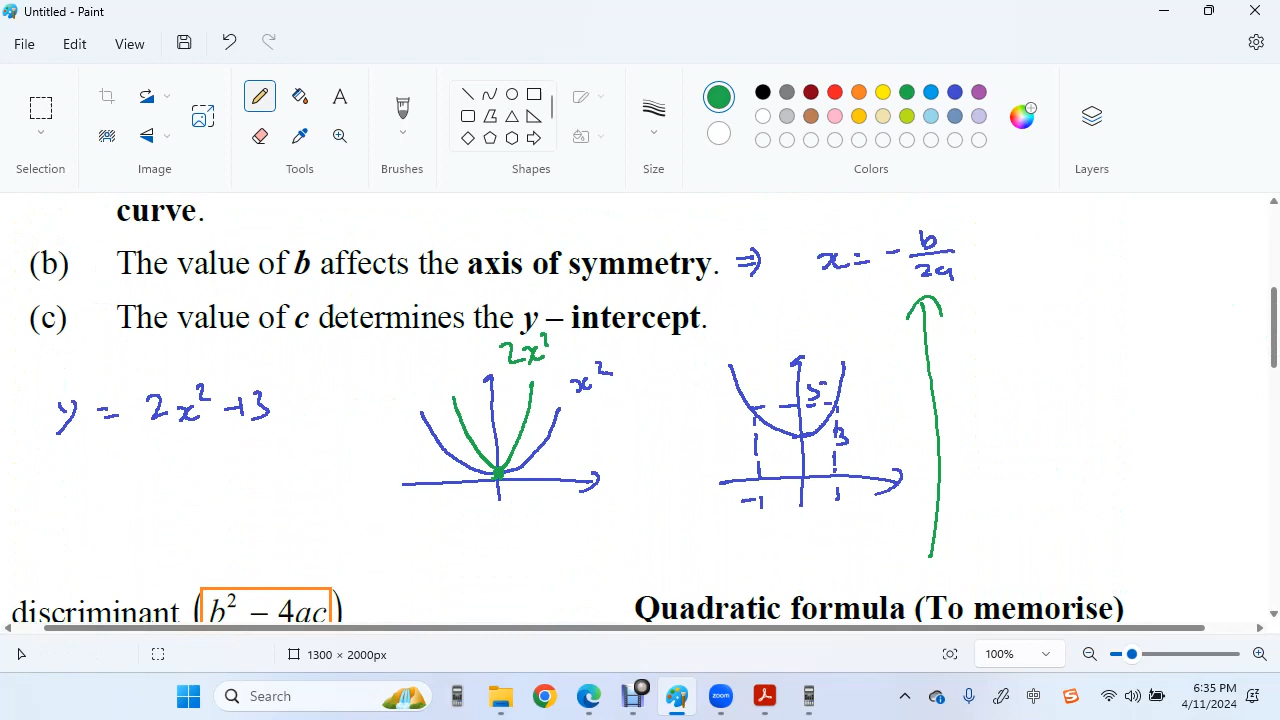 Untitled - Paint
File Edit View
Selection Image Tools Brushes Shapes Size Colors Layers
curve.
(b) The value of b affects the axis of symmetry. ⇒ x = - b/2a
(c) The value of c determines the y – intercept.
2x²
x²
5
y = 2x² + 3
3
-1 1
discriminant (b² – 4ac)
Quadratic formula (To memorise)
1300 × 2000px
100%
Search
zoom
中
6:35 PM
4/11/2024